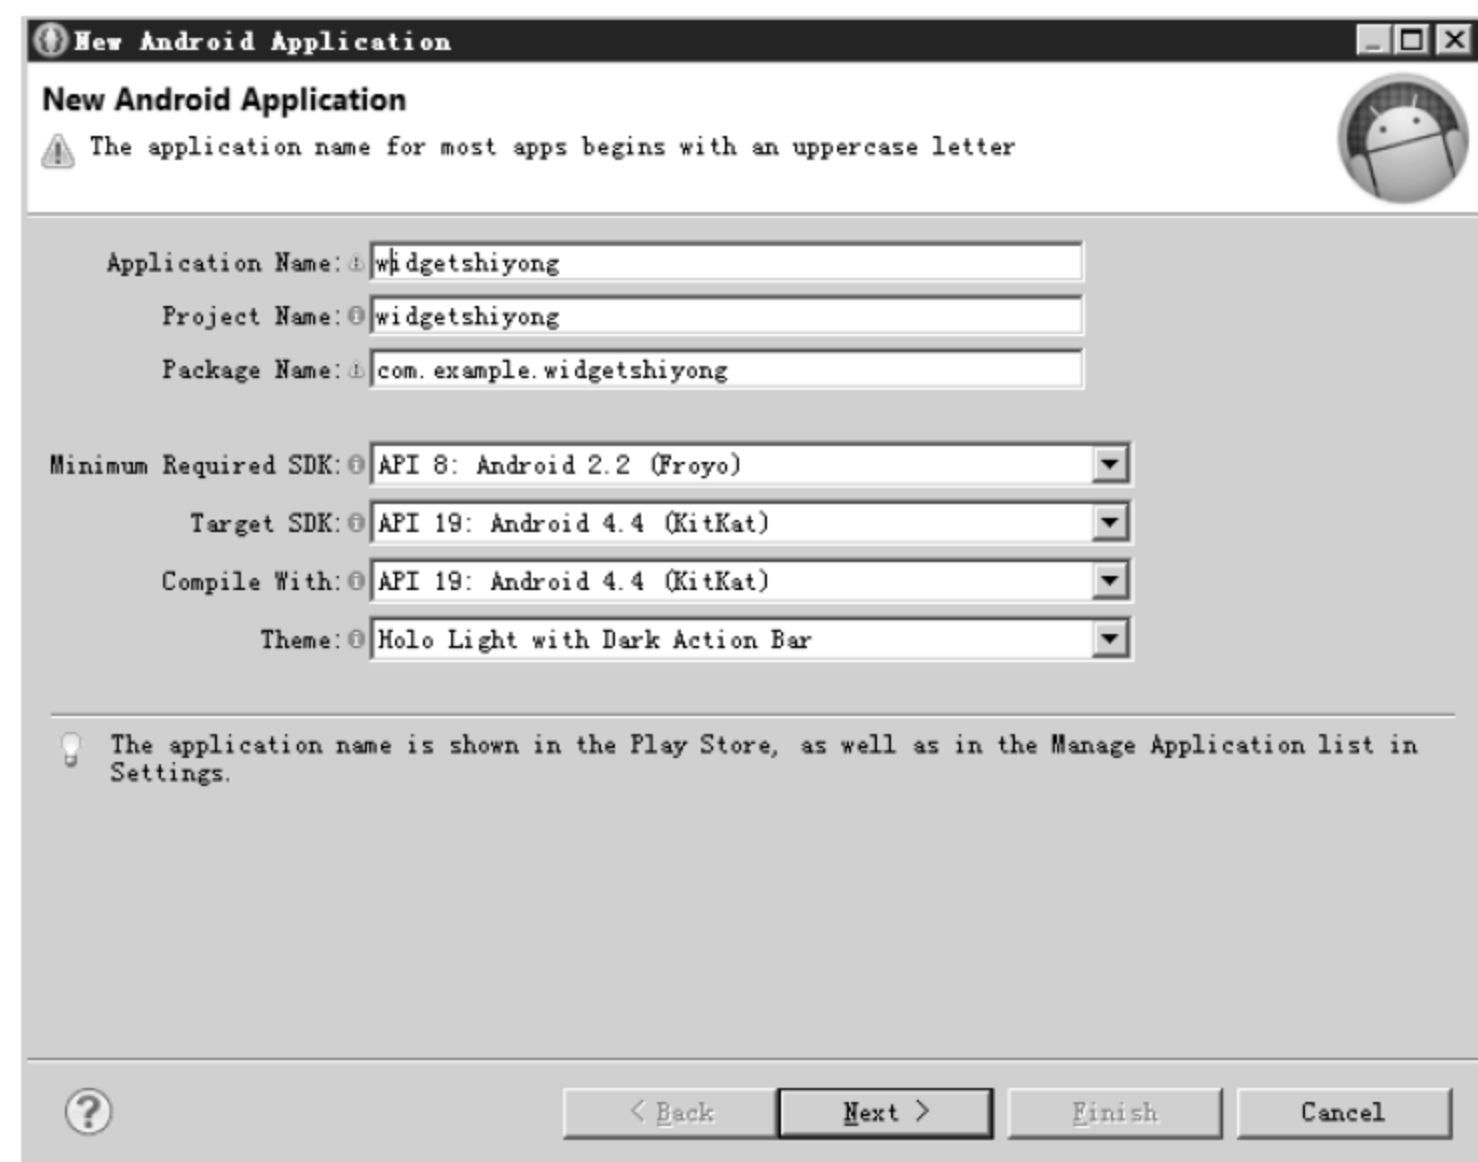 New Android Application
New Android Application
The application name for most apps begins with an uppercase letter
Application Name: widgetshiyong
Project Name: widgetshiyong
Package Name: com.example.widgetshiyong
Minimum Required SDK: API 8: Android 2.2 (Froyo)
Target SDK: API 19: Android 4.4 (KitKat)
Compile With: API 19: Android 4.4 (KitKat)
Theme: Holo Light with Dark Action Bar
The application name is shown in the Play Store, as well as in the Manage Application list in
Settings.
? < Back Next > Finish Cancel